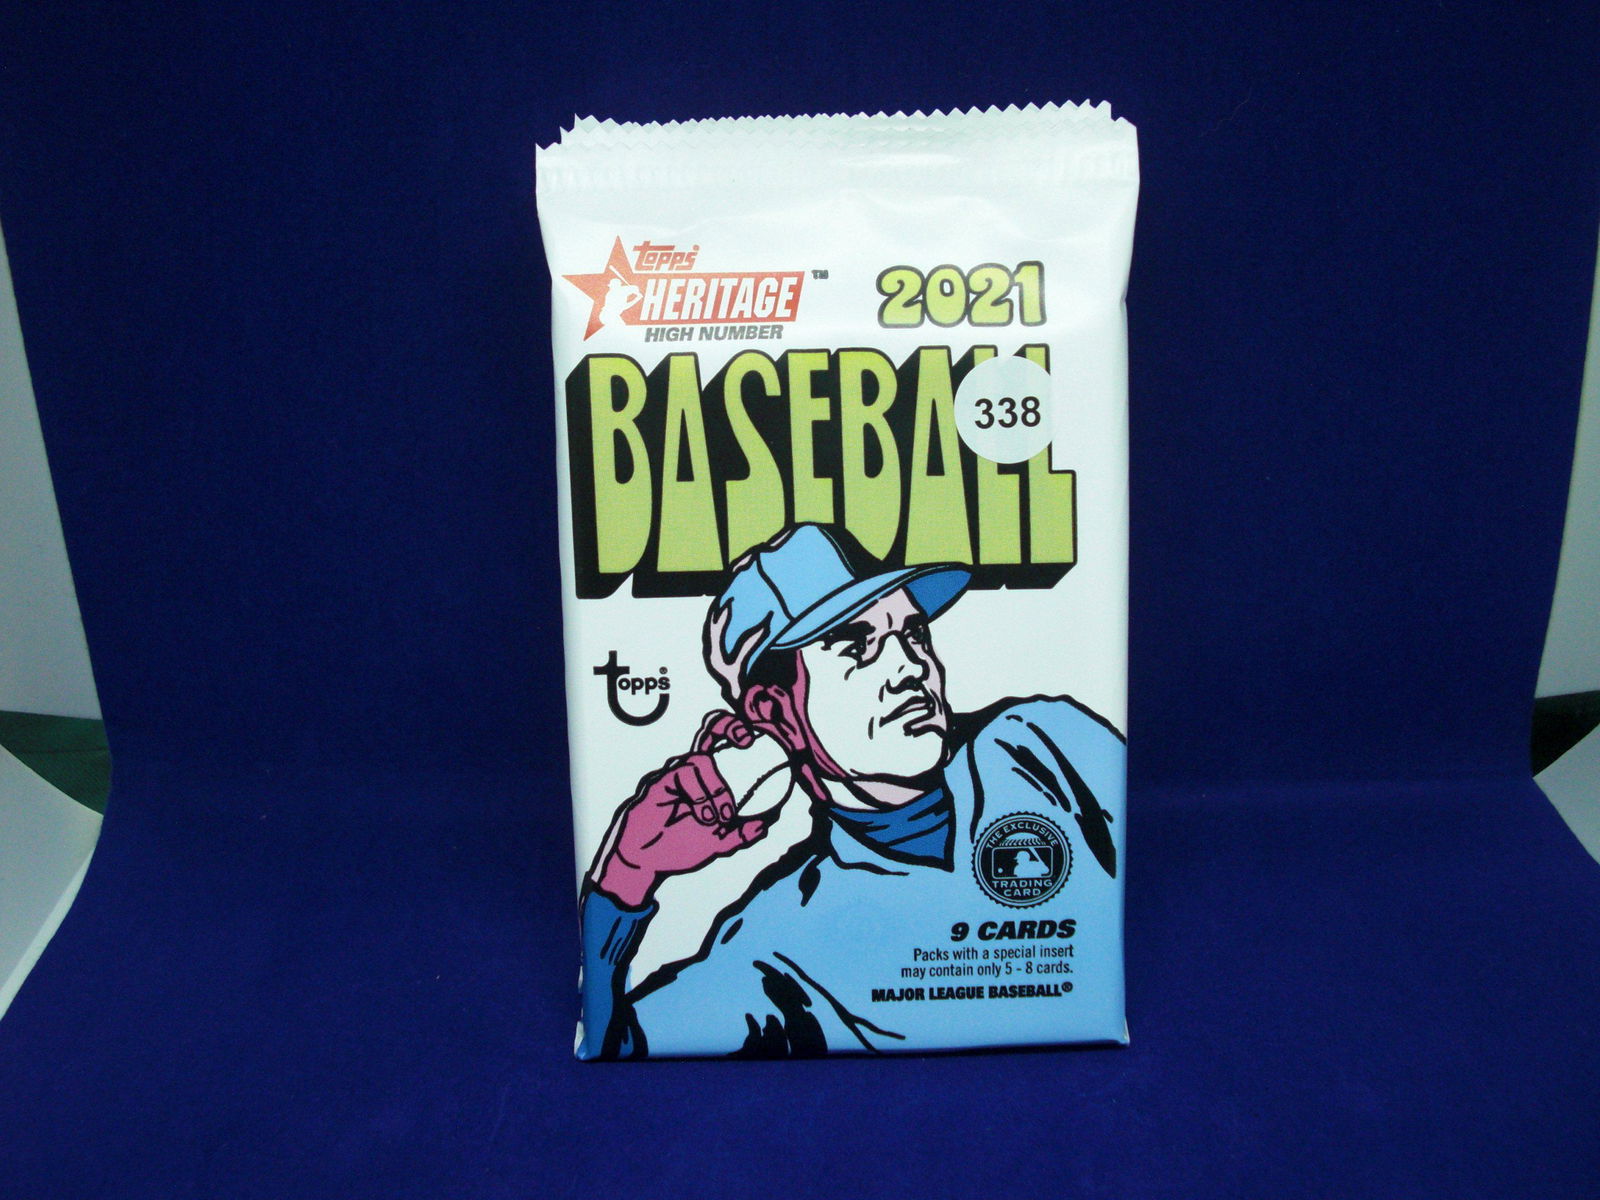 topps®
HERITAGE™
HIGH NUMBER
2021
BASEBALL
338
topps®
THE EXCLUSIVE
TRADING
CARD
9 CARDS
Packs with a special insert
may contain only 5 - 8 cards.
MAJOR LEAGUE BASEBALL®